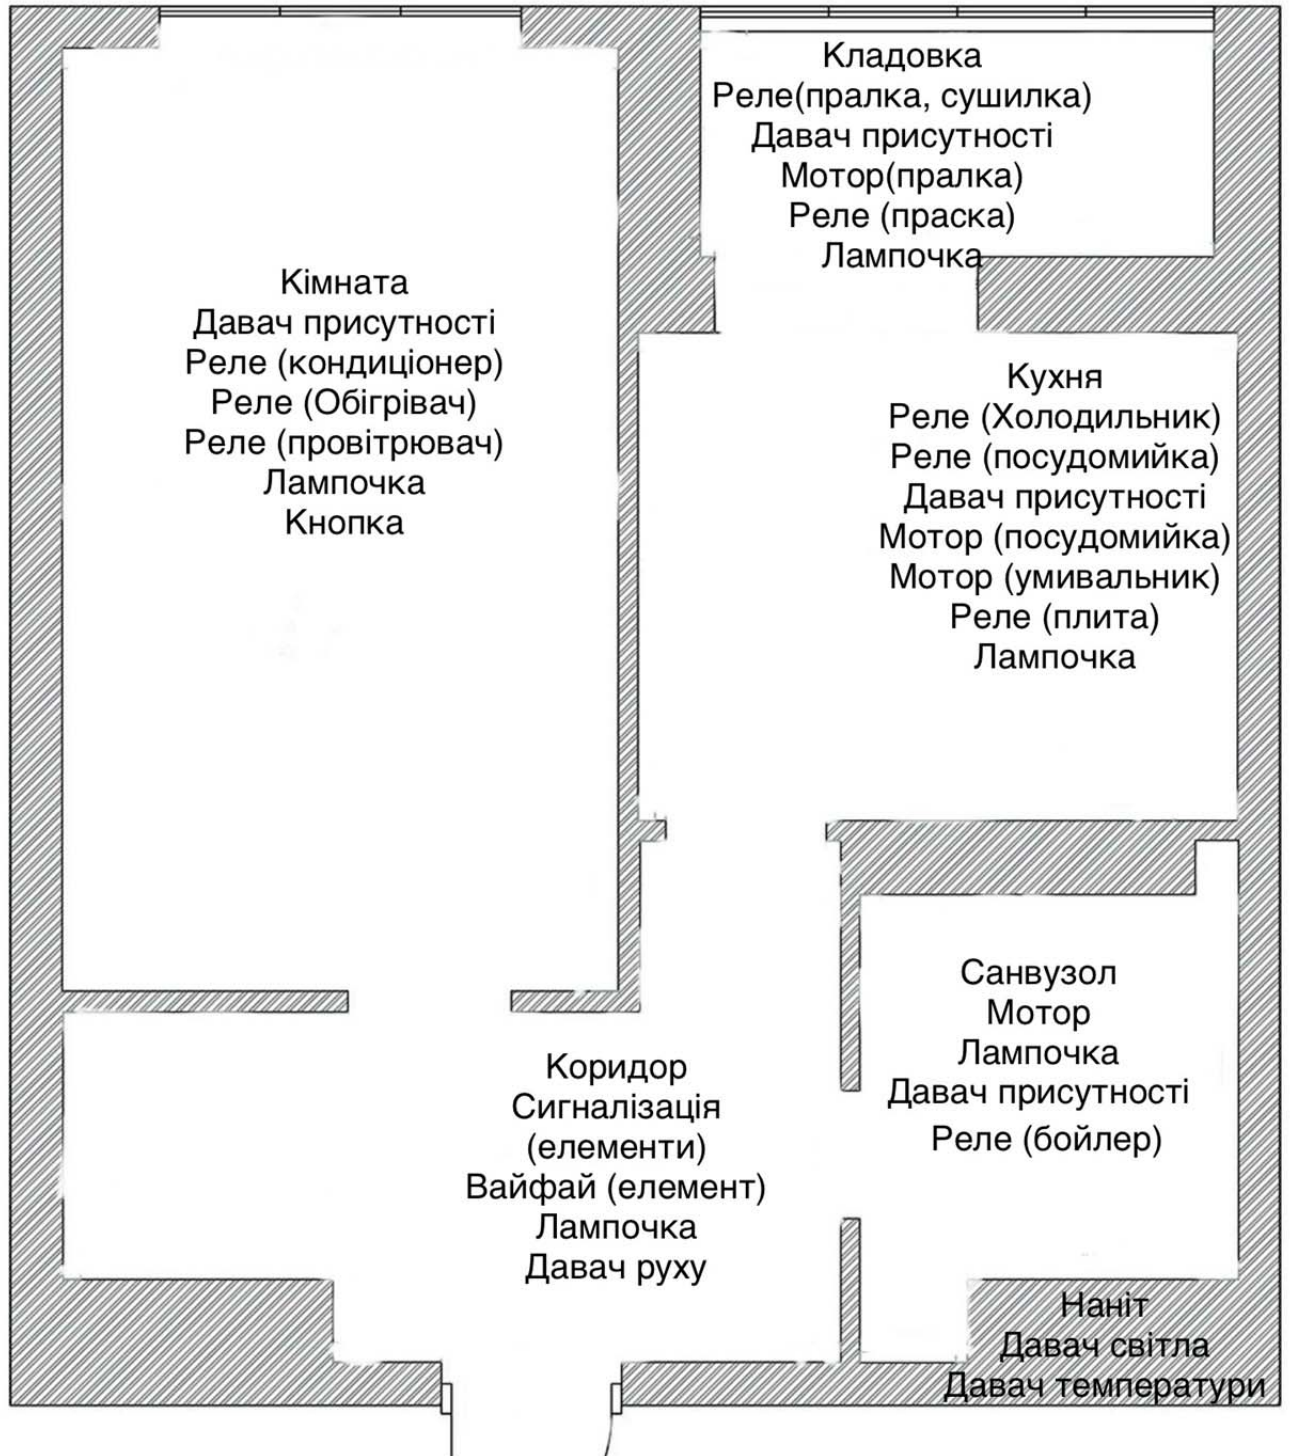 Кладовка
Реле(пралка, сушилка)
Давач присутності
Мотор(пралка)
Реле (праска)
Лампочка
Кімната
Давач присутності
Реле (кондиціонер)
Реле (Обігрівач)
Реле (провітрювач)
Лампочка
Кнопка
Кухня
Реле (Холодильник)
Реле (посудомийка)
Давач присутності
Мотор (посудомийка)
Мотор (умивальник)
Реле (плита)
Лампочка
Санвузол
Мотор
Лампочка
Давач присутності
Реле (бойлер)
Коридор
Сигналізація
(елементи)
Вайфай (елемент)
Лампочка
Давач руху
Наніт
Давач світла
Давач температури